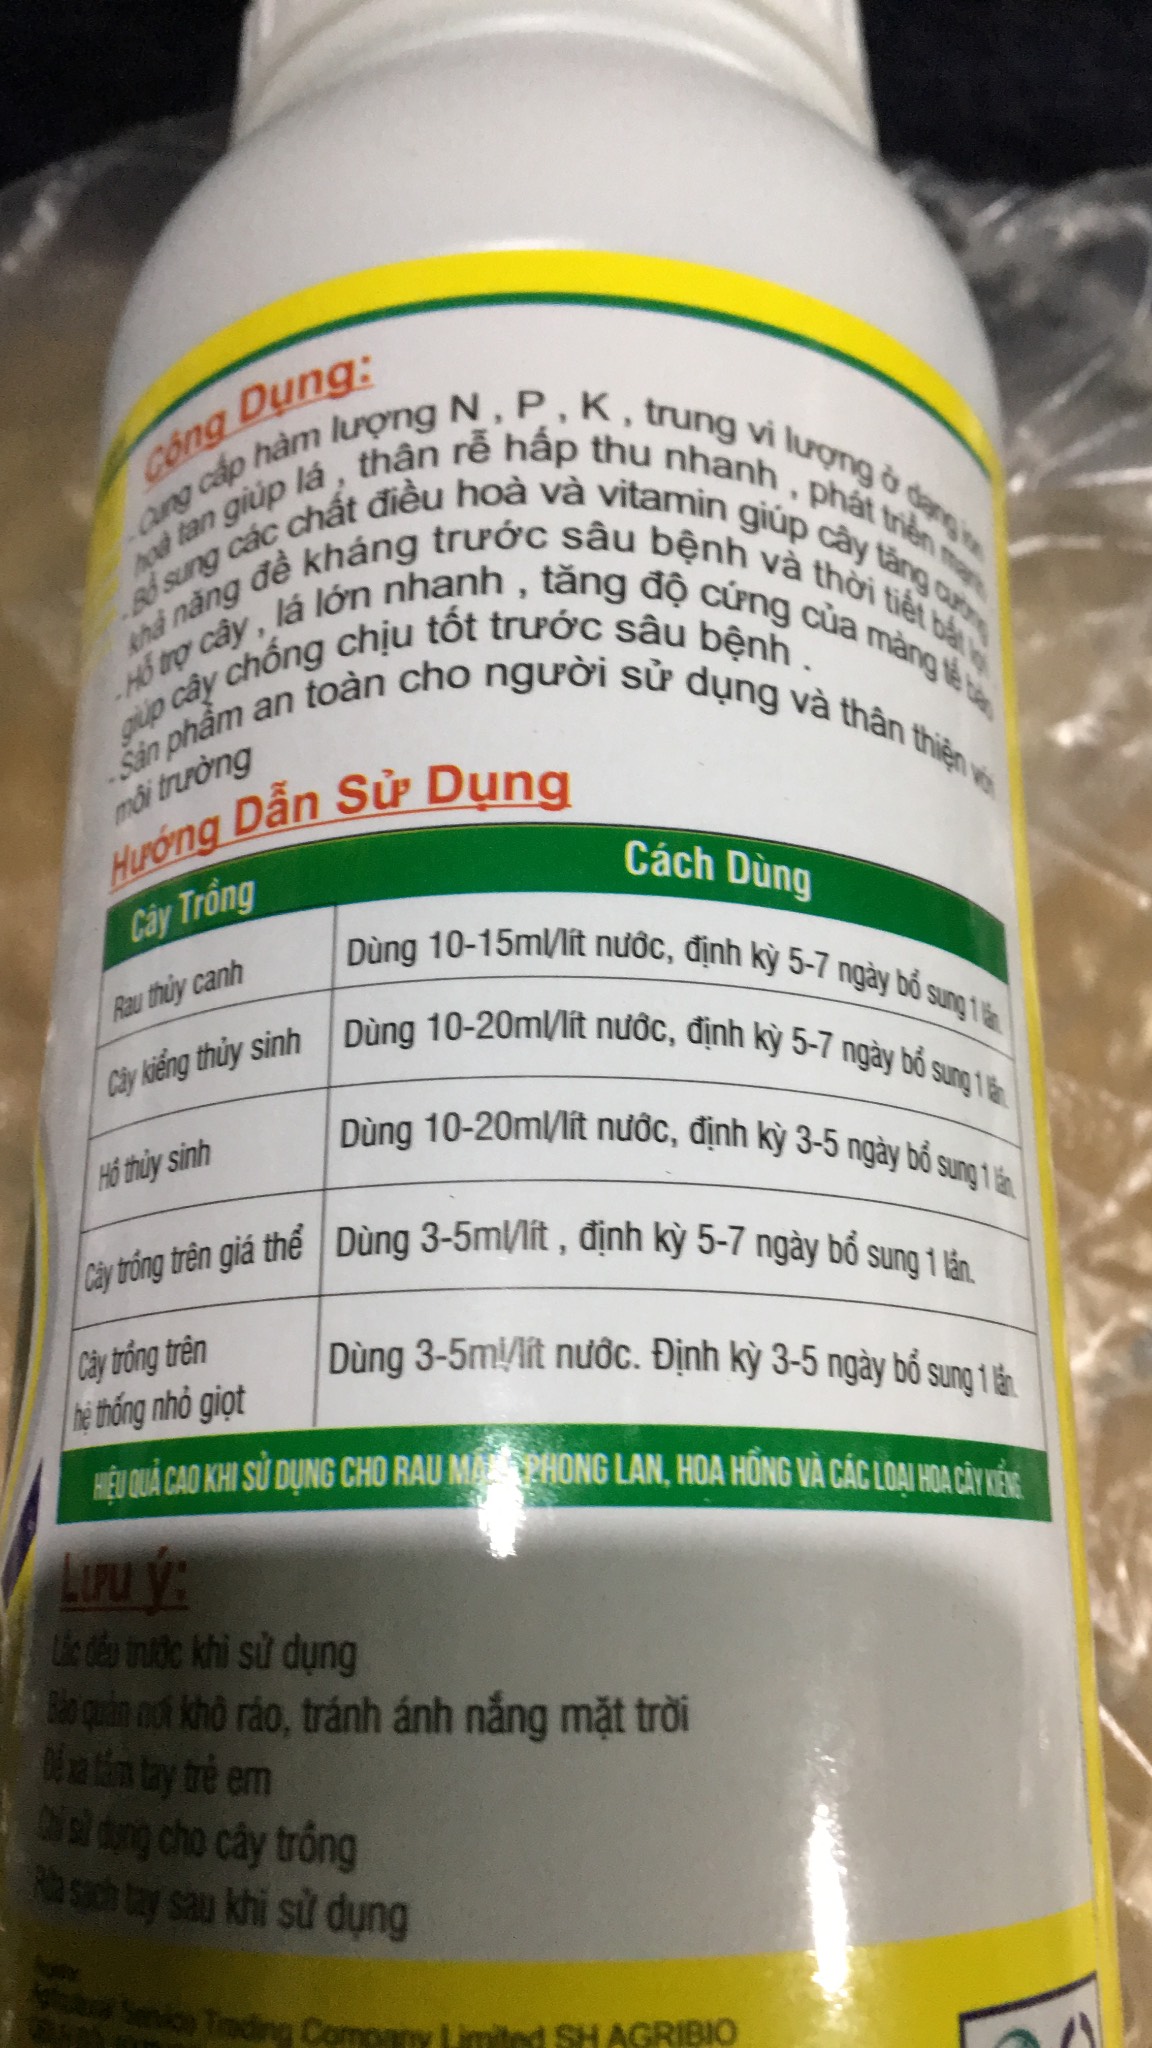 Công Dụng:
- Cung cấp hàm lượng N , P , K , trung vi lượng ở dạng ion
hoà tan giúp lá , thân rễ hấp thu nhanh , phát triển mạnh
- Bổ sung các chất điều hoà và vitamin giúp cây tăng cường
khả năng đề kháng trước sâu bệnh và thời tiết bất lợi
- Hỗ trợ cây , lá lớn nhanh , tăng độ cứng của màng tế bào
giúp cây chống chịu tốt trước sâu bệnh .
- Sản phẩm an toàn cho người sử dụng và thân thiện với
môi trường
Hướng Dẫn Sử Dụng
Cây Trồng Cách Dùng
Rau thủy canh Dùng 10-15ml/lít nước, định kỳ 5-7 ngày bổ sung 1 lần.
Cây kiểng thủy sinh Dùng 10-20ml/lít nước, định kỳ 5-7 ngày bổ sung 1 lần.
Hồ thủy sinh Dùng 10-20ml/lít nước, định kỳ 3-5 ngày bổ sung 1 lần.
Cây trồng trên giá thể Dùng 3-5ml/lít , định kỳ 5-7 ngày bổ sung 1 lần.
Cây trồng trên
hệ thống nhỏ giọt Dùng 3-5ml/lít nước. Định kỳ 3-5 ngày bổ sung 1 lần.
HIỆU QUẢ CAO KHI SỬ DỤNG CHO RAU PHONG LAN, HOA HỒNG VÀ CÁC LOẠI HOA CÂY KIỂNG.
Lưu ý:
Lắc đều trước khi sử dụng
Bảo quản nơi khô ráo, tránh ánh nắng mặt trời
Để xa tầm tay trẻ em
Chỉ sử dụng cho cây trồng
Rửa sạch tay sau khi sử dụng
Agricultural Service Trading Company Limited SH AGRIBIO